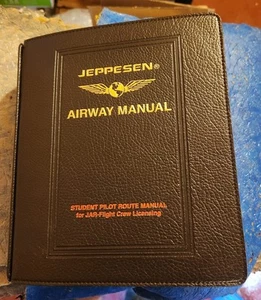 JEPPESEN®
AIRWAY MANUAL
STUDENT PILOT ROUTE MANUAL
for JAR-Flight Crew Licensing